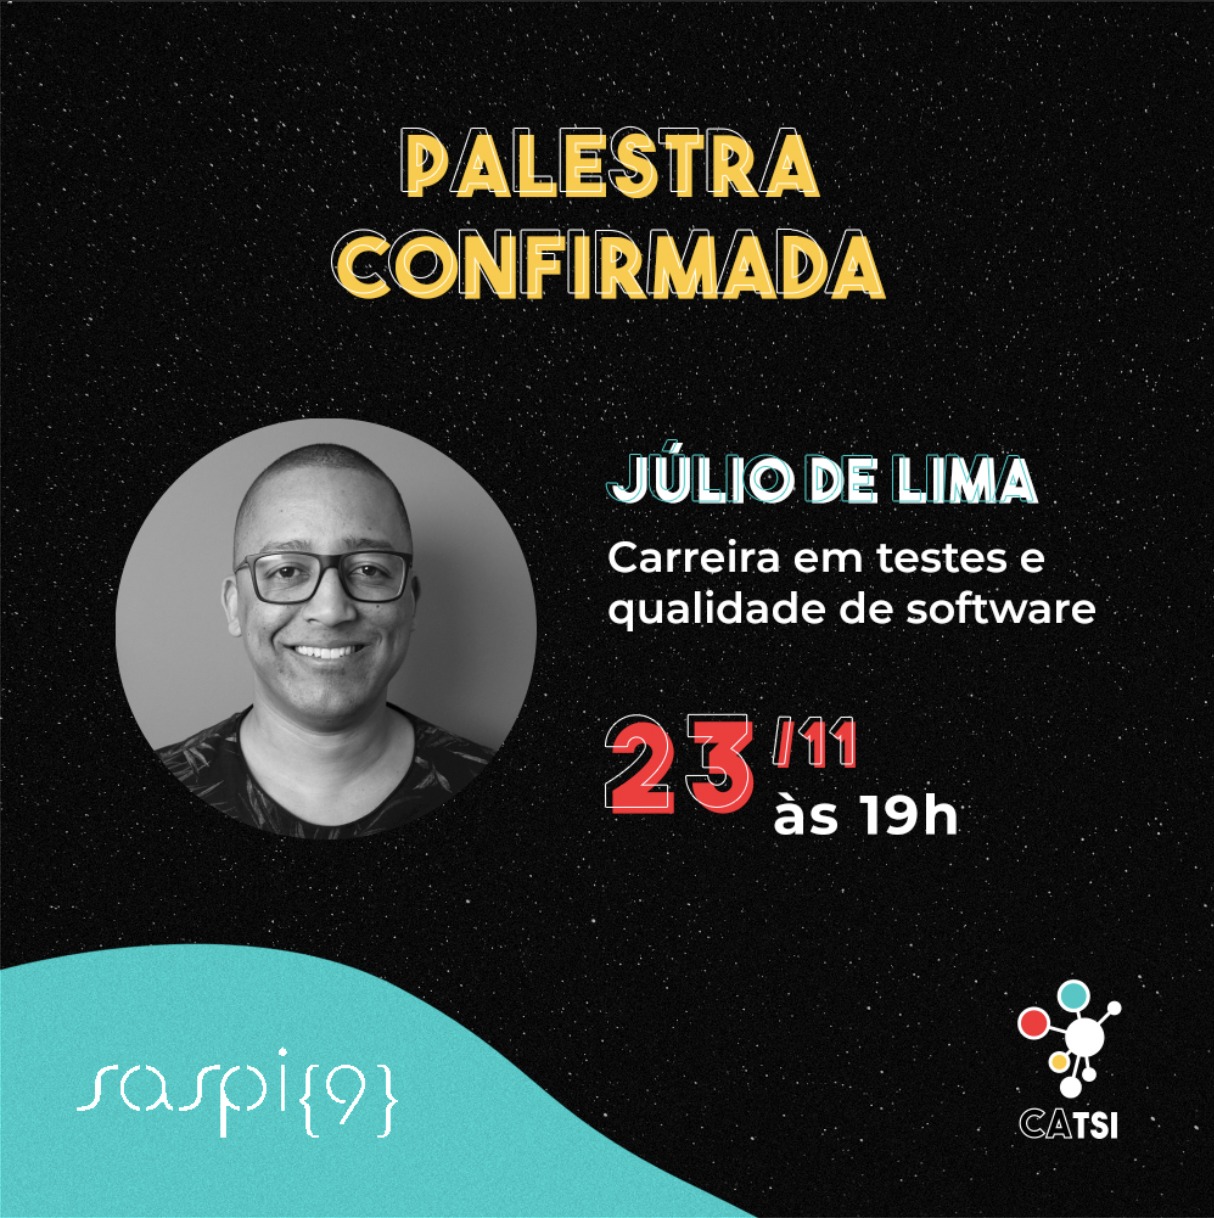 PALESTRA
CONFIRMADA
JÚLIO DE LIMA
Carreira em testes e
qualidade de software
23/11
às 19h
saspi{9}
CATSI